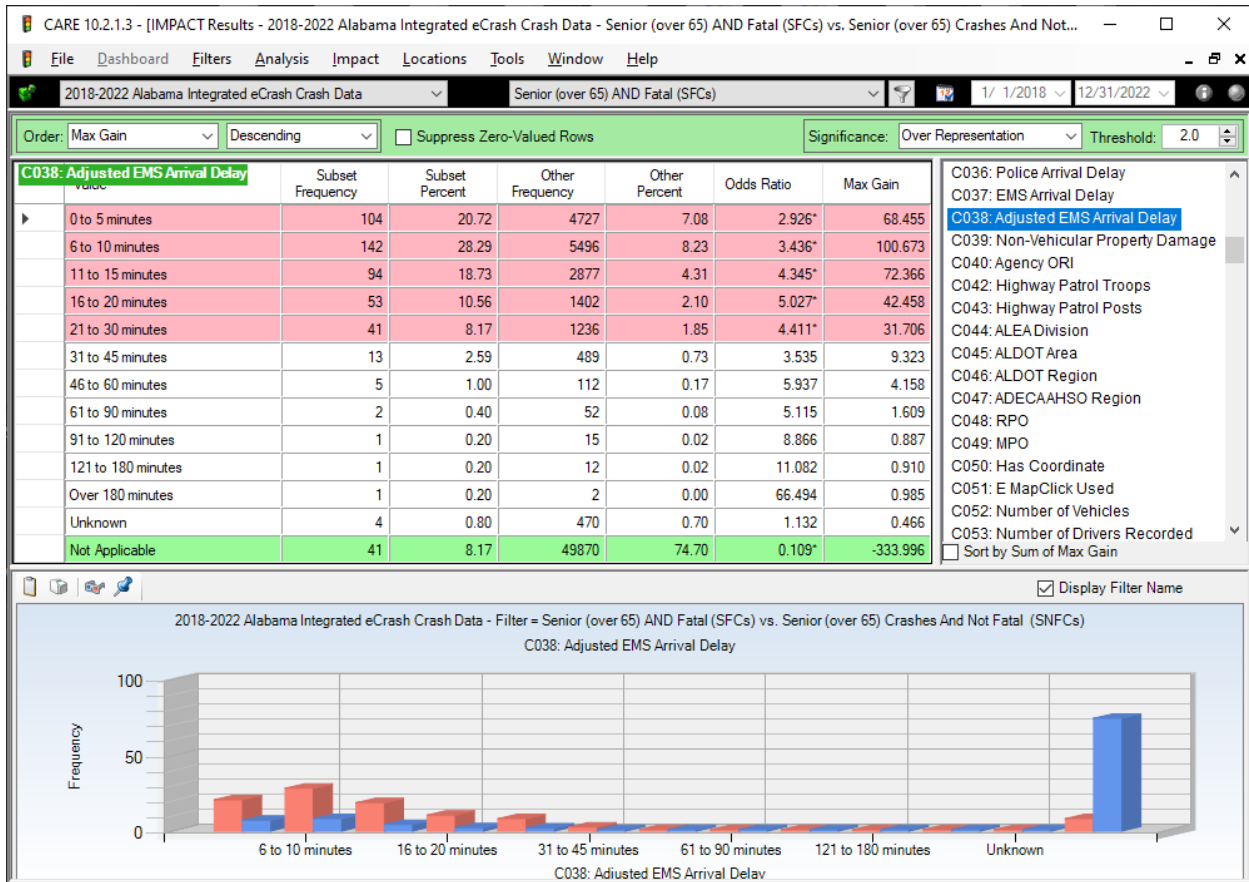 CARE 10.2.1.3 - [IMPACT Results - 2018-2022 Alabama Integrated eCrash Crash Data - Senior (over 65) AND Fatal (SFCs) vs. Senior (over 65) Crashes And Not...
File Dashboard Filters Analysis Impact Locations Tools Window Help
2018-2022 Alabama Integrated eCrash Crash Data Senior (over 65) AND Fatal (SFCs) 1/ 1/2018 12/31/2022
Order: Max Gain Descending Suppress Zero-Valued Rows Significance: Over Representation Threshold: 2.0
C038: Adjusted EMS Arrival Delay
Value Subset Frequency Subset Percent Other Frequency Other Percent Odds Ratio Max Gain
0 to 5 minutes 104 20.72 4727 7.08 2.926* 68.455
6 to 10 minutes 142 28.29 5496 8.23 3.436* 100.673
11 to 15 minutes 94 18.73 2877 4.31 4.345* 72.366
16 to 20 minutes 53 10.56 1402 2.10 5.027* 42.458
21 to 30 minutes 41 8.17 1236 1.85 4.411* 31.706
31 to 45 minutes 13 2.59 489 0.73 3.535 9.323
46 to 60 minutes 5 1.00 112 0.17 5.937 4.158
61 to 90 minutes 2 0.40 52 0.08 5.115 1.609
91 to 120 minutes 1 0.20 15 0.02 8.866 0.887
121 to 180 minutes 1 0.20 12 0.02 11.082 0.910
Over 180 minutes 1 0.20 2 0.00 66.494 0.985
Unknown 4 0.80 470 0.70 1.132 0.466
Not Applicable 41 8.17 49870 74.70 0.109* -333.996
C036: Police Arrival Delay
C037: EMS Arrival Delay
C038: Adjusted EMS Arrival Delay
C039: Non-Vehicular Property Damage
C040: Agency ORI
C042: Highway Patrol Troops
C043: Highway Patrol Posts
C044: ALEA Division
C045: ALDOT Area
C046: ALDOT Region
C047: ADECAAHSO Region
C048: RPO
C049: MPO
C050: Has Coordinate
C051: E MapClick Used
C052: Number of Vehicles
C053: Number of Drivers Recorded
Sort by Sum of Max Gain
Display Filter Name
2018-2022 Alabama Integrated eCrash Crash Data - Filter = Senior (over 65) AND Fatal (SFCs) vs. Senior (over 65) Crashes And Not Fatal (SNFCs)
C038: Adjusted EMS Arrival Delay
100
50
0
Frequency
6 to 10 minutes 16 to 20 minutes 31 to 45 minutes 61 to 90 minutes 121 to 180 minutes Unknown
C038: Adjusted EMS Arrival Delay